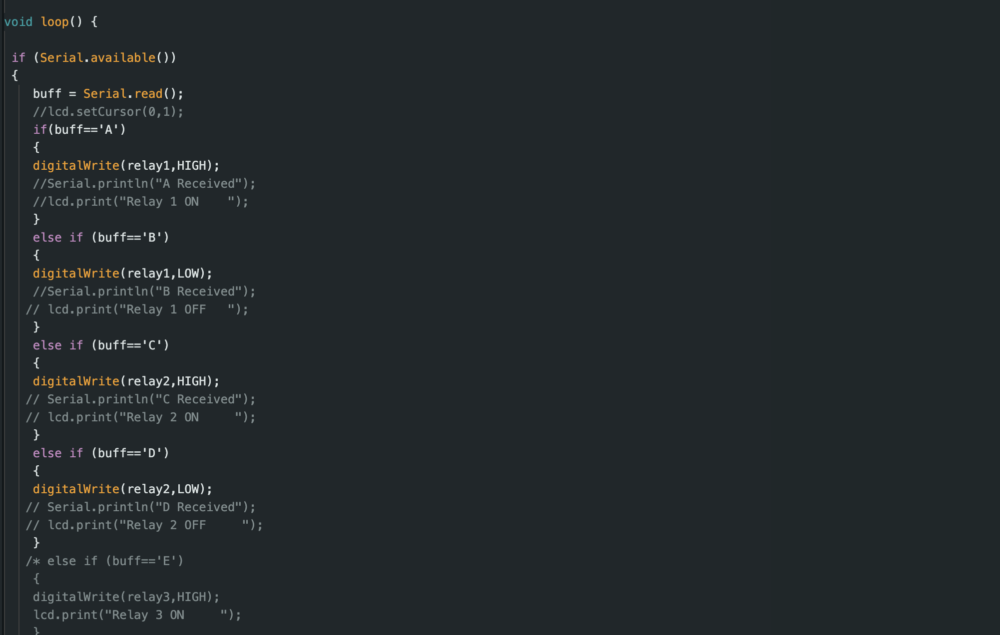 void loop() {
if (Serial.available())
{
buff = Serial.read();
//lcd.setCursor(0,1);
if(buff=='A')
{
digitalWrite(relay1,HIGH);
//Serial.println("A Received");
//lcd.print("Relay 1 ON    ");
}
else if (buff=='B')
{
digitalWrite(relay1,LOW);
//Serial.println("B Received");
// lcd.print("Relay 1 OFF   ");
}
else if (buff=='C')
{
digitalWrite(relay2,HIGH);
// Serial.println("C Received");
// lcd.print("Relay 2 ON     ");
}
else if (buff=='D')
{
digitalWrite(relay2,LOW);
// Serial.println("D Received");
// lcd.print("Relay 2 OFF     ");
}
/* else if (buff=='E')
{
digitalWrite(relay3,HIGH);
lcd.print("Relay 3 ON     ");
}